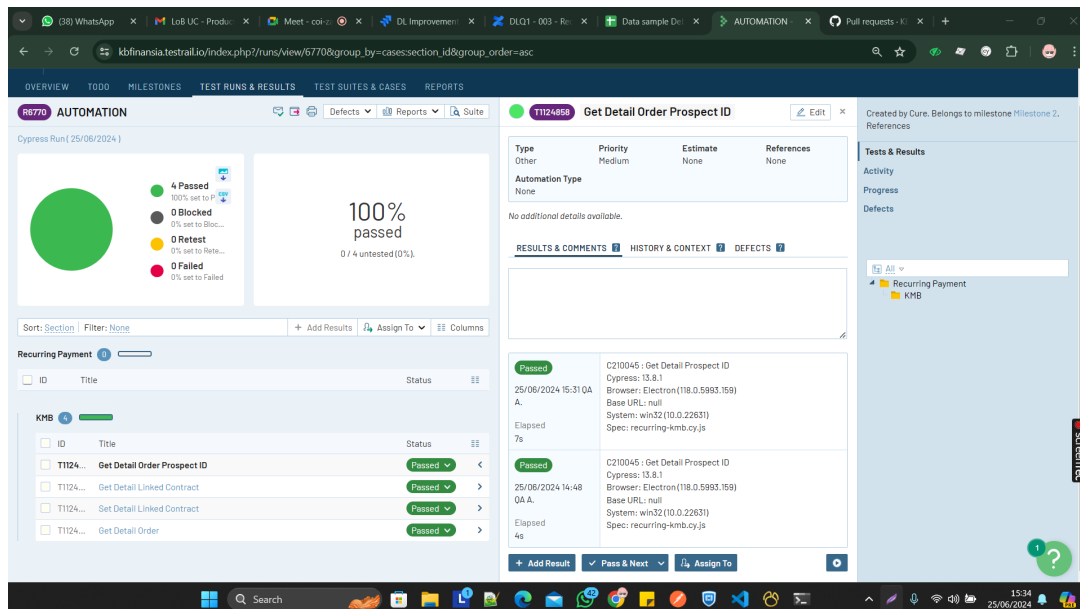 (38) WhatsApp
LoB UC - Produc
Meet - coi-z
DL Improvement
DLQ1 - 003 - Re
Data sample De
AUTOMATION -
Pull requests - K
kbfinansia.testrail.io/index.php?/runs/view/6770&group_by=cases:section_id&group_order=asc
OVERVIEW TODO MILESTONES TEST RUNS & RESULTS TEST SUITES & CASES REPORTS
R6770 AUTOMATION
Defects Reports Suite
Cypress Run ( 25/06/2024 )
4 Passed
100% set to P
CSV
0 Blocked
0% set to Bloc...
0 Retest
0% set to Rete...
0 Failed
0% set to Failed
100%
passed
0 / 4 untested (0%).
Sort: Section Filter: None
+ Add Results Assign To Columns
Recurring Payment 0
ID Title Status
KMB 4
ID Title Status
T1124... Get Detail Order Prospect ID Passed
T1124... Get Detail Linked Contract Passed
T1124... Set Detail Linked Contract Passed
T1124... Get Detail Order Passed
T1124858 Get Detail Order Prospect ID Edit ×
Type Priority Estimate References
Other Medium None None
Automation Type
None
No additional details available.
RESULTS & COMMENTS ? HISTORY & CONTEXT ? DEFECTS ?
Passed
25/06/2024 15:31 QA
A.
Elapsed
7s
C210045 : Get Detail Prospect ID
Cypress: 13.8.1
Browser: Electron (118.0.5993.159)
Base URL: null
System: win32 (10.0.22631)
Spec: recurring-kmb.cy.js
Passed
25/06/2024 14:48
QA A.
Elapsed
4s
C210045 : Get Detail Prospect ID
Cypress: 13.8.1
Browser: Electron (118.0.5993.159)
Base URL: null
System: win32 (10.0.22631)
Spec: recurring-kmb.cy.js
+ Add Result Pass & Next Assign To
Created by Cure. Belongs to milestone Milestone 2.
References
Tests & Results
Activity
Progress
Defects
All
Recurring Payment
KMB
screenrec
1
?
Search
42
15:34
25/06/2024